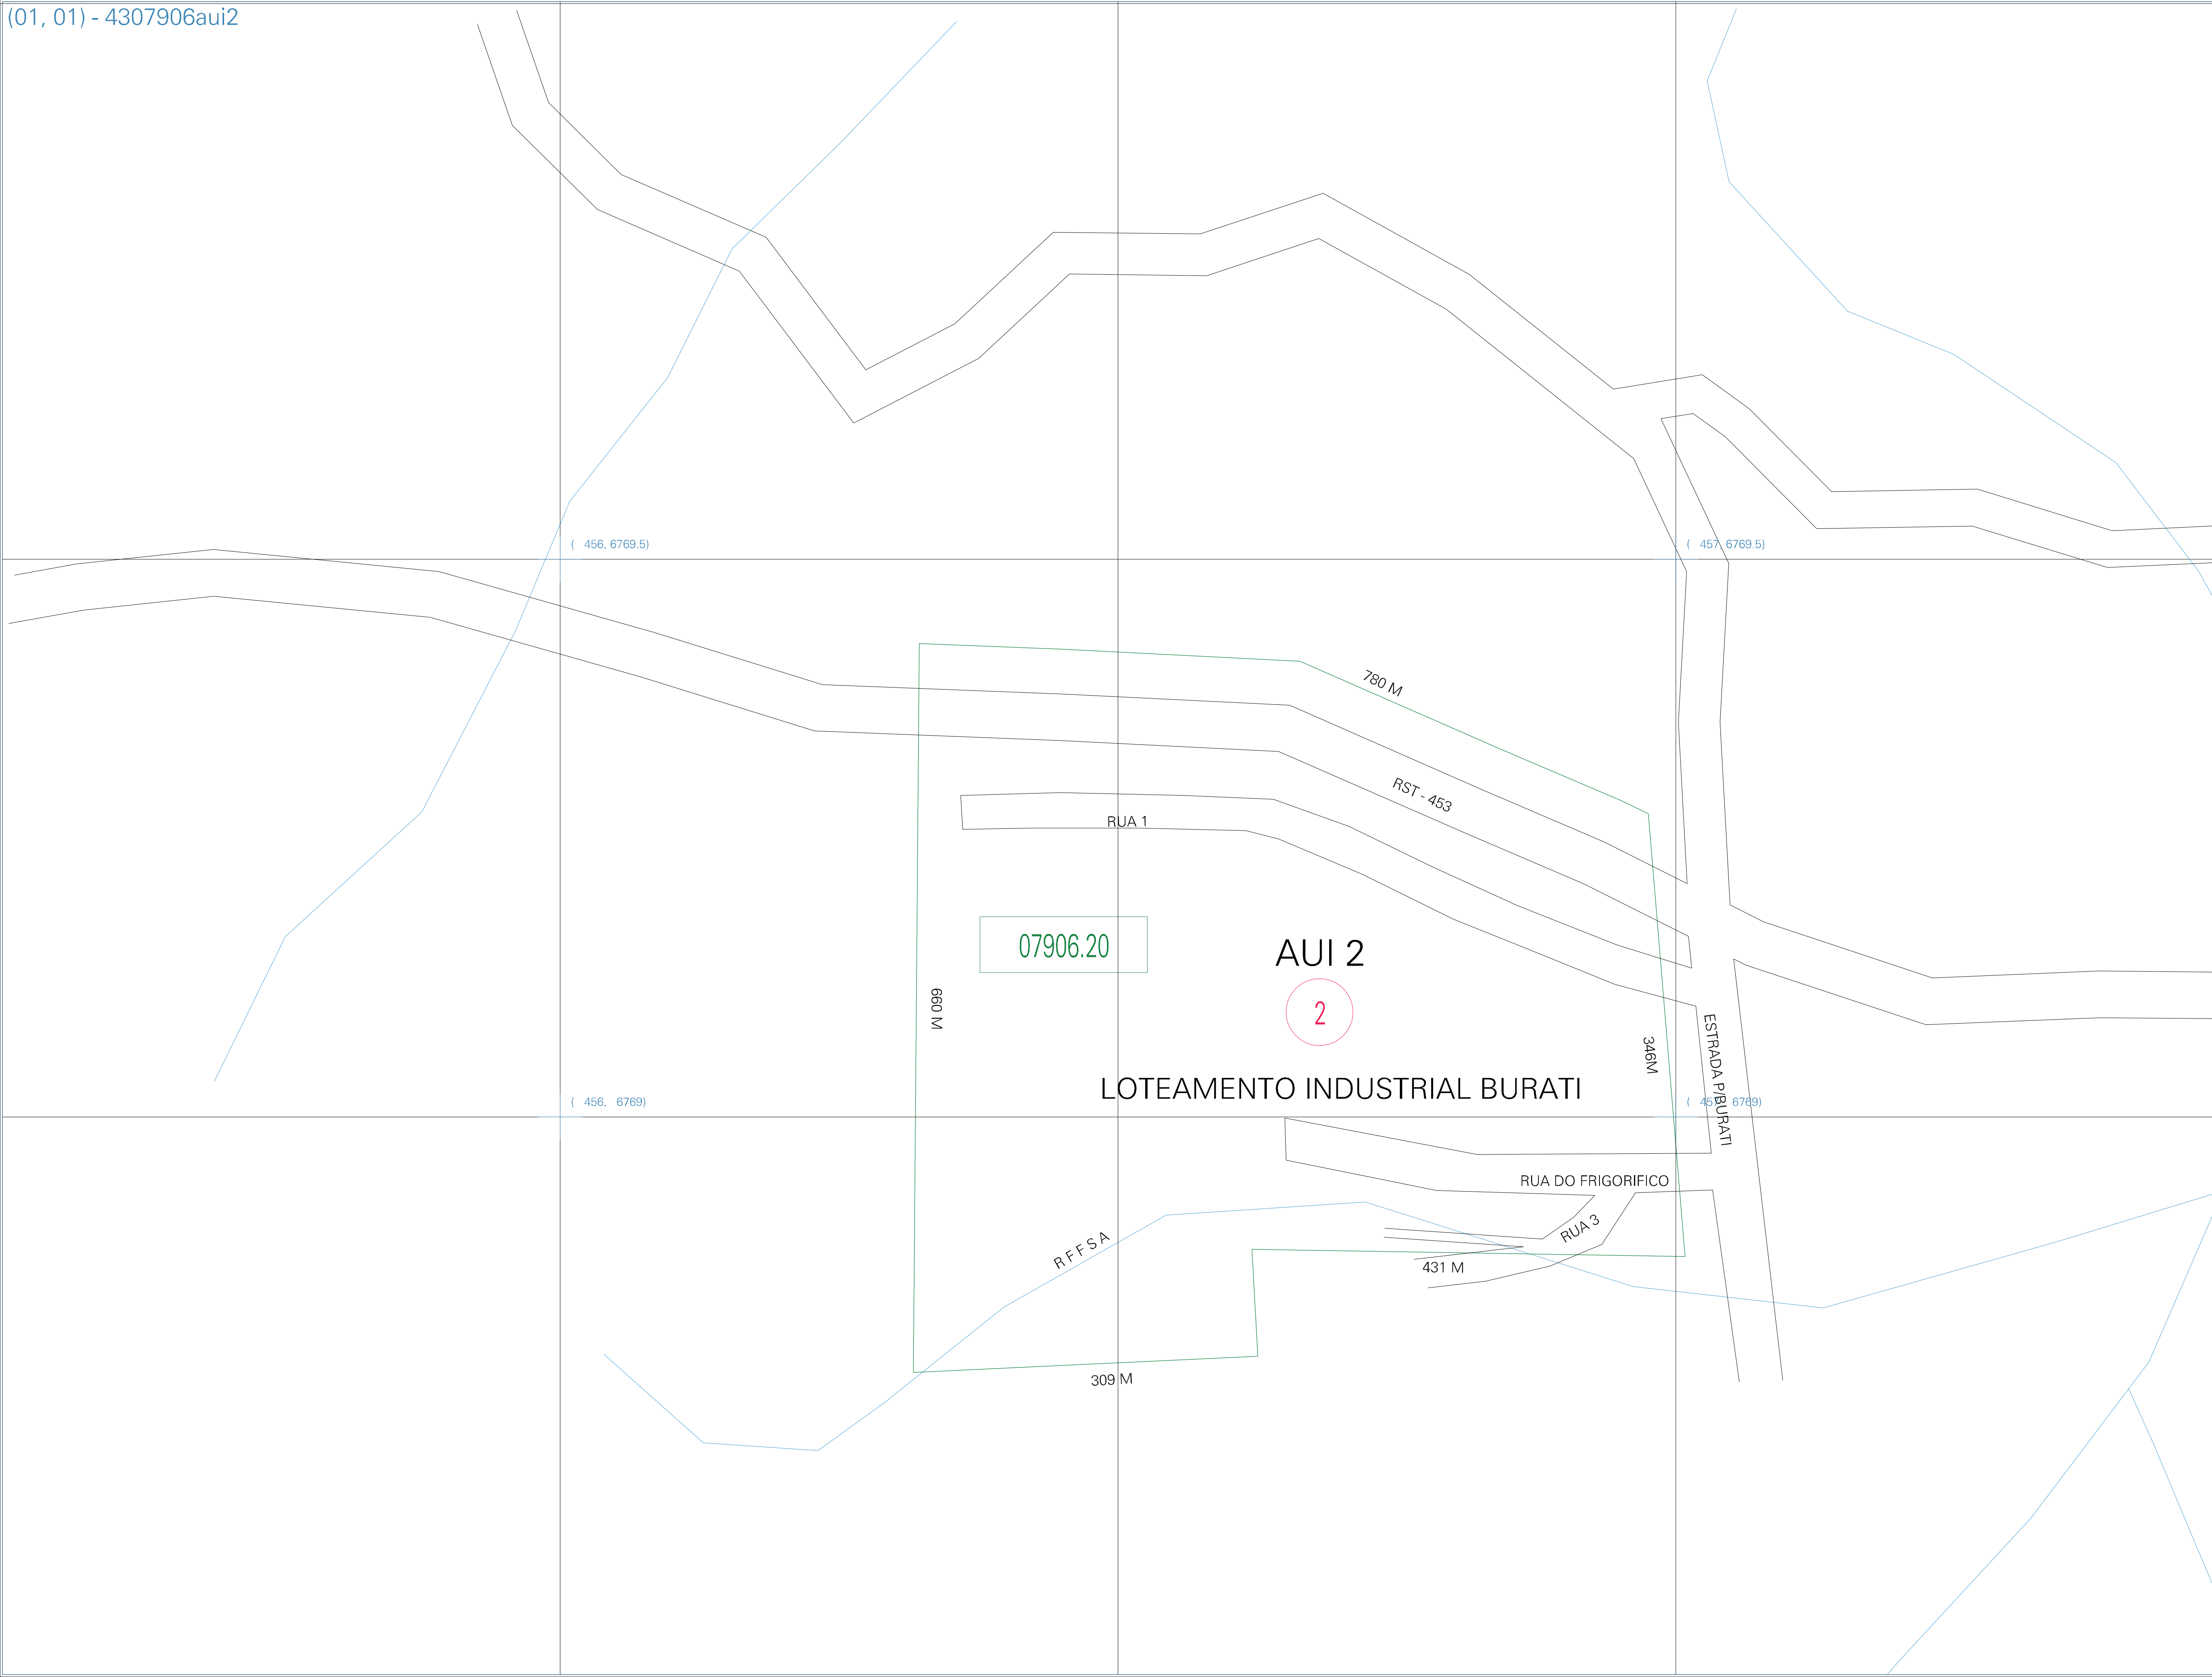 (01, 01) - 4307906aui2
( 456, 6769.5)
( 457, 6769.5)
780 M
RST - 453
RUA 1
07906.20
AUI 2
2
660 M
346M
ESTRADA P/BURATI
LOTEAMENTO INDUSTRIAL BURATI
( 456, 6769)
( 457, 6769)
RUA DO FRIGORIFICO
RUA 3
R F F S A
431 M
309 M